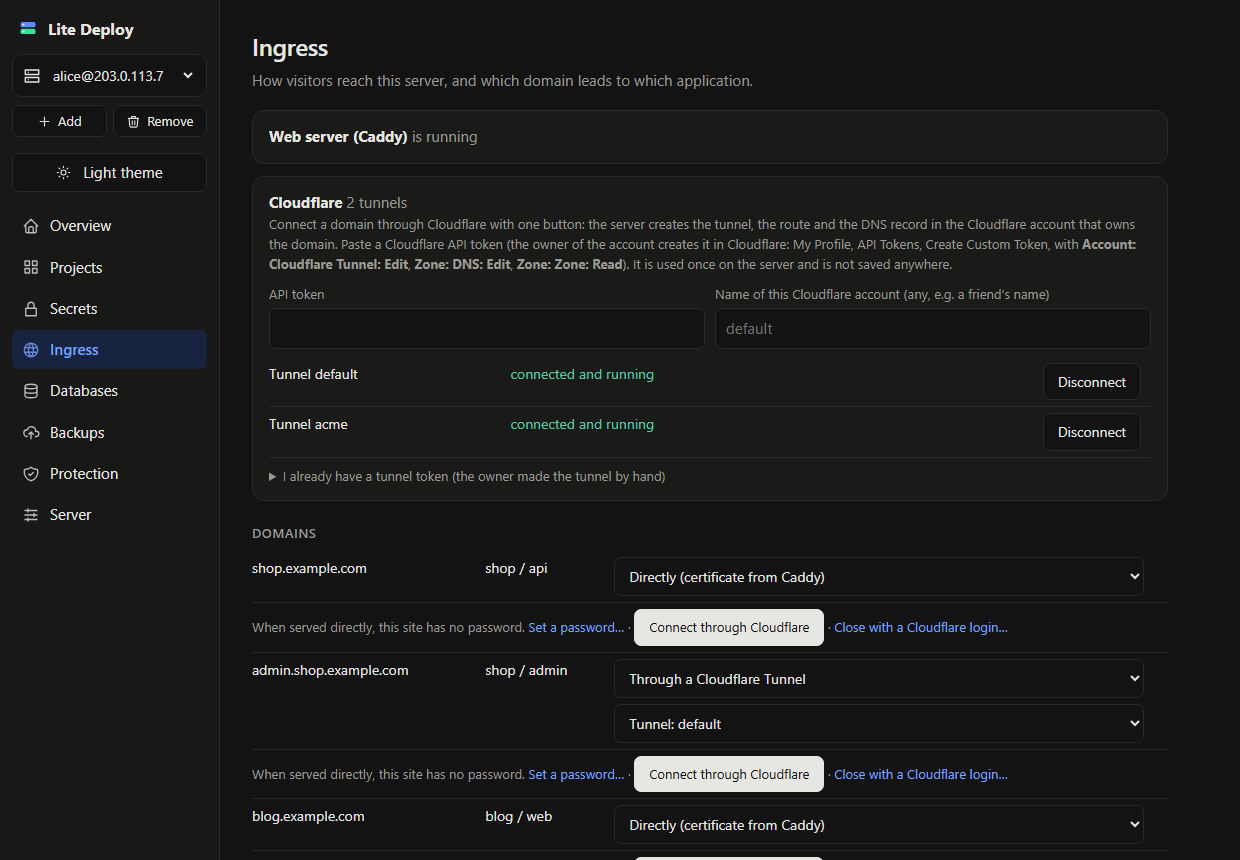 Lite Deploy
alice@203.0.113.7
Add
Remove
Light theme
Overview
Projects
Secrets
Ingress
Databases
Backups
Protection
Server
Ingress
How visitors reach this server, and which domain leads to which application.
Web server (Caddy) is running
Cloudflare 2 tunnels
Connect a domain through Cloudflare with one button: the server creates the tunnel, the route and the DNS record in the Cloudflare account that owns
the domain. Paste a Cloudflare API token (the owner of the account creates it in Cloudflare: My Profile, API Tokens, Create Custom Token, with Account:
Cloudflare Tunnel: Edit, Zone: DNS: Edit, Zone: Zone: Read). It is used once on the server and is not saved anywhere.
API token
Name of this Cloudflare account (any, e.g. a friend's name)
default
Tunnel default connected and running Disconnect
Tunnel acme connected and running Disconnect
I already have a tunnel token (the owner made the tunnel by hand)
DOMAINS
shop.example.com shop / api Directly (certificate from Caddy)
When served directly, this site has no password. Set a password... · Connect through Cloudflare · Close with a Cloudflare login...
admin.shop.example.com shop / admin Through a Cloudflare Tunnel
Tunnel: default
When served directly, this site has no password. Set a password... · Connect through Cloudflare · Close with a Cloudflare login...
blog.example.com blog / web Directly (certificate from Caddy)